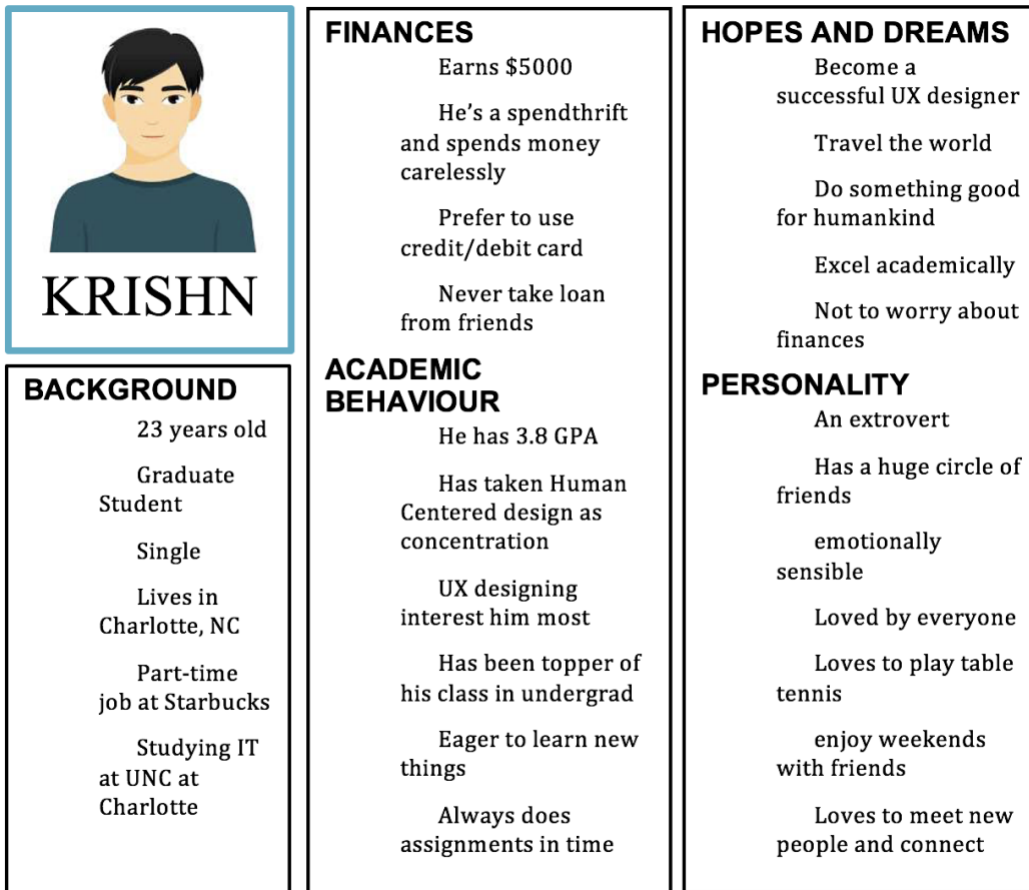 KRISHN
BACKGROUND
23 years old
Graduate
Student
Single
Lives in
Charlotte, NC
Part-time
job at Starbucks
Studying IT
at UNC at
Charlotte
FINANCES
Earns $5000
He's a spendthrift
and spends money
carelessly
Prefer to use
credit/debit card
Never take loan
from friends
ACADEMIC
BEHAVIOUR
He has 3.8 GPA
Has taken Human
Centered design as
concentration
UX designing
interest him most
Has been topper of
his class in undergrad
Eager to learn new
things
Always does
assignments in time
HOPES AND DREAMS
Become a
successful UX designer
Travel the world
Do something good
for humankind
Excel academically
Not to worry about
finances
PERSONALITY
An extrovert
Has a huge circle of
friends
emotionally
sensible
Loved by everyone
Loves to play table
tennis
enjoy weekends
with friends
Loves to meet new
people and connect